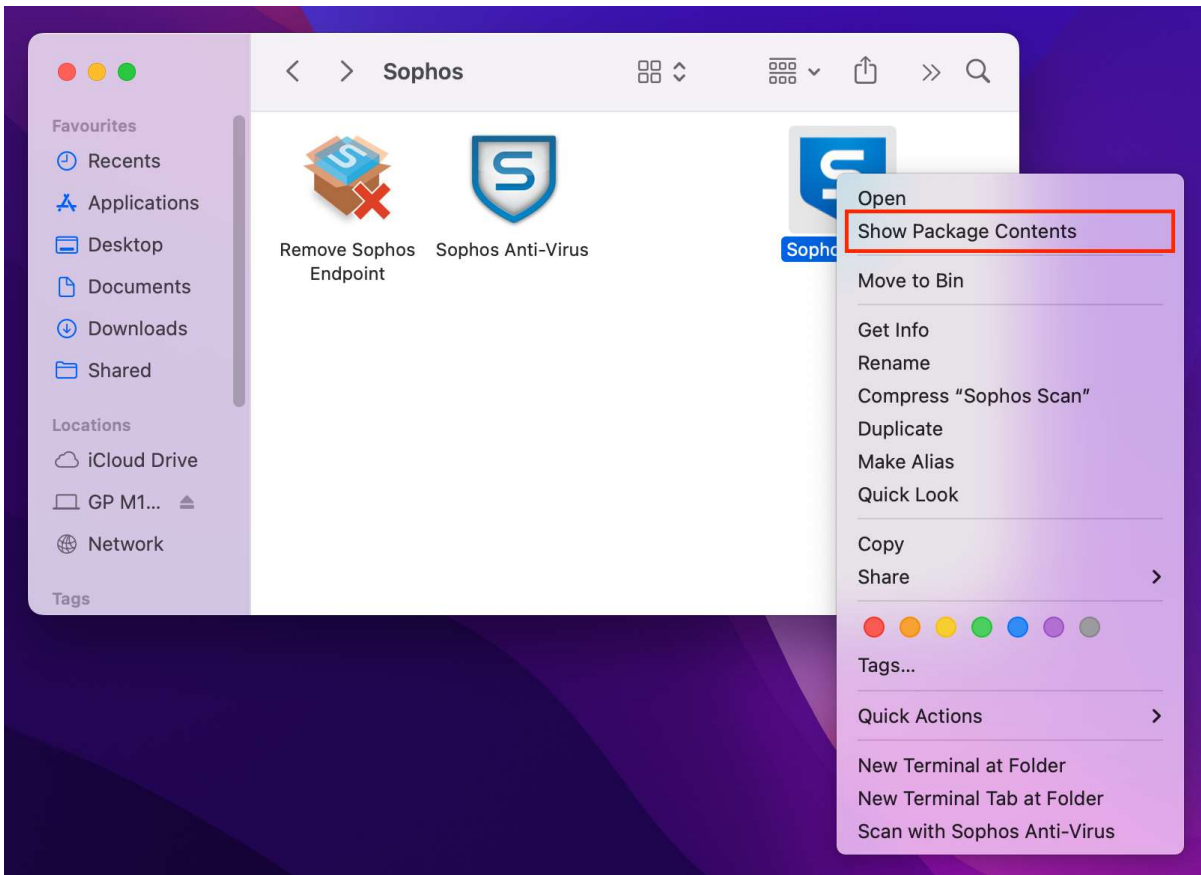 Sophos
Favourites
Recents
Applications
Desktop
Documents
Downloads
Shared
Locations
iCloud Drive
GP M1...
Network
Tags
Remove Sophos
Endpoint
Sophos Anti-Virus
Open
Show Package Contents
Move to Bin
Get Info
Rename
Compress “Sophos Scan”
Duplicate
Make Alias
Quick Look
Copy
Share
Tags...
Quick Actions
New Terminal at Folder
New Terminal Tab at Folder
Scan with Sophos Anti-Virus